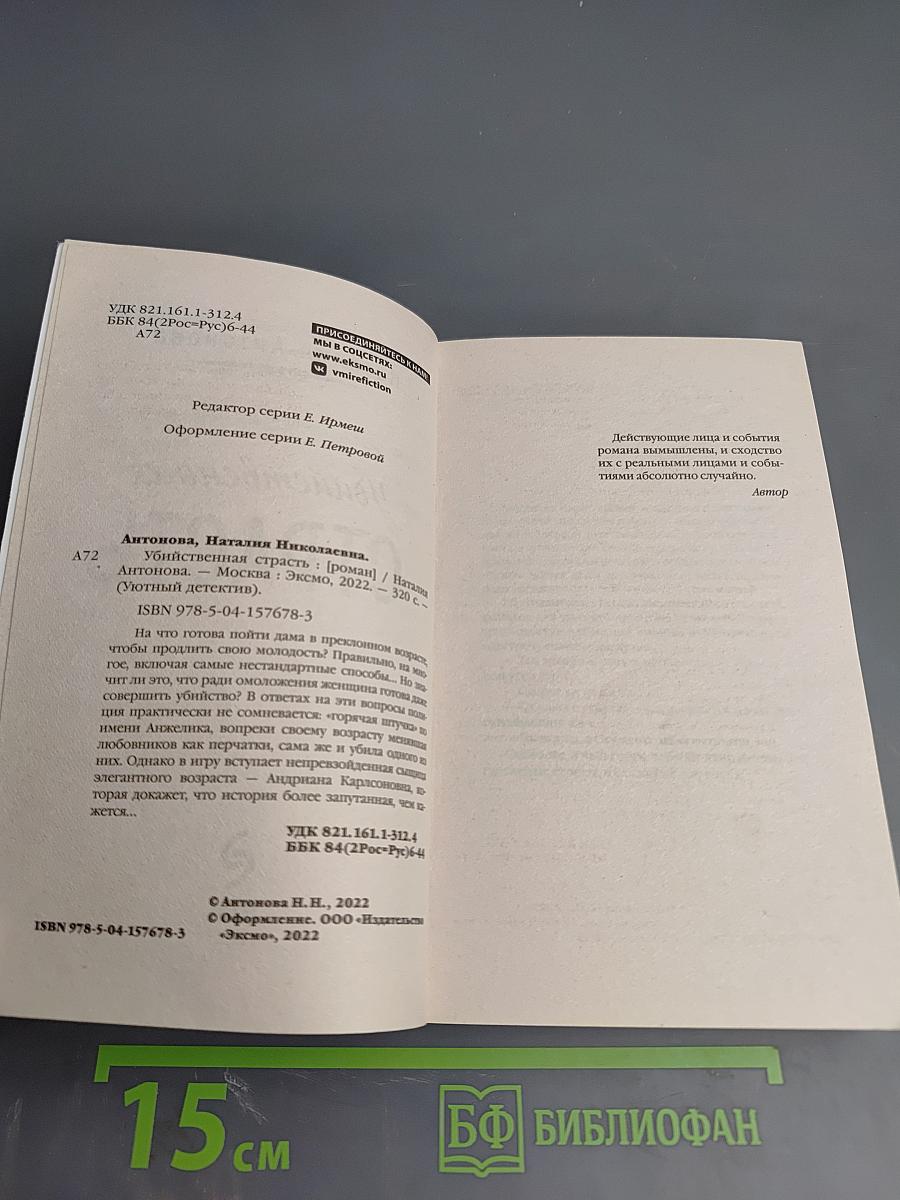 УДК 821.161.1-312.4
ББК 84(2Рос=Рус)6-44
А72
ПРИСОЕДИНЯЙТЕСЬ К НАМ!
МЫ В СОЦСЕТЯХ:
www.eksmo.ru
vmirefiction
Редактор серии Е. Ирмеш
Оформление серии Е. Петровой
Антонова, Наталия Николаевна.
А72 Убийственная страсть : [роман] / Наталия
Антонова. — Москва : Эксмо, 2022. — 320 с. —
(Уютный детектив).
ISBN 978-5-04-157678-3
На что готова пойти дама в преклонном возрасте,
чтобы продлить свою молодость? Правильно, на мно-
гое, включая самые нестандартные способы... Но зна-
чит ли это, что ради омоложения женщина готова даже
совершить убийство? В ответах на эти вопросы поли-
ция практически не сомневается: «горячая штучка» по
имени Анжелика, вопреки своему возрасту менявшая
любовников как перчатки, сама же и убила одного из
них. Однако в игру вступает непревзойденная сыщица
элегантного возраста — Андриана Карлсоновна, ко-
торая докажет, что история более запутанная, чем ка-
жется...
УДК 821.161.1-312.4
ББК 84(2Рос=Рус)6-44
© Антонова Н. Н., 2022
© Оформление. ООО «Издательство
«Эксмо», 2022
ISBN 978-5-04-157678-3
Действующие лица и события
романа вымышлены, и сходство
их с реальными лицами и собы-
тиями абсолютно случайно.
Автор
15 см
БФ БИБЛИОФАН